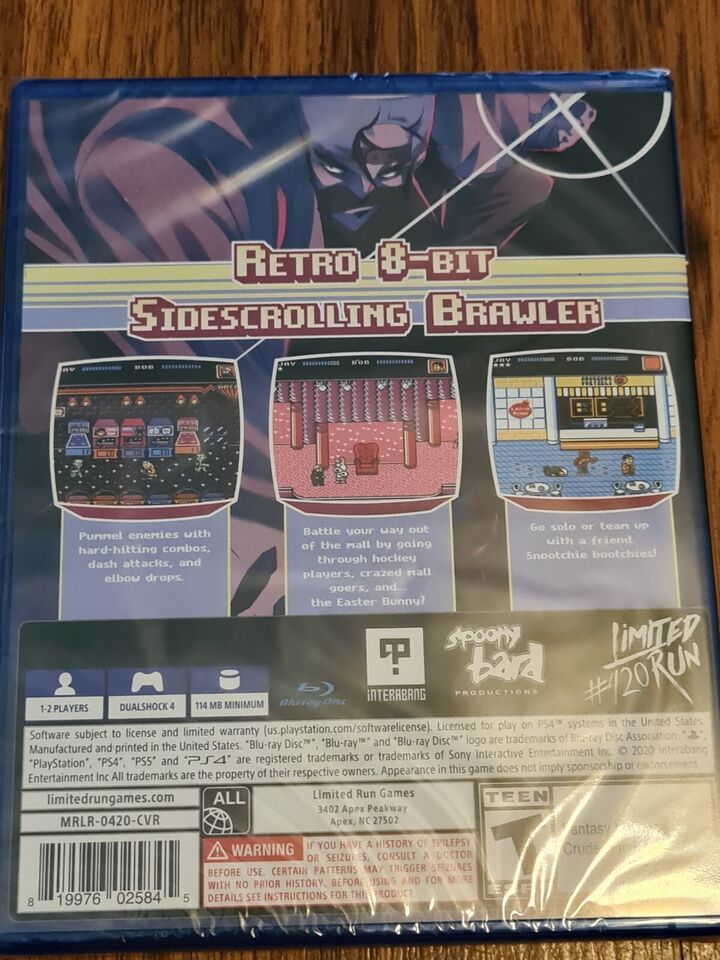 RETRO 8-BIT
SIDESCROLLING BRAWLER
BOB
JAY BOB
JAY BOB
Pummel enemies with
hard-hitting combos,
dash attacks, and
elbow drops.
Battle your way out
of the mall by going
through hockey
players, crazed mall
goers, and...
the Easter Bunny?
Go solo or team up
with a friend.
Snootchie bootchies!
1-2 PLAYERS
DUALSHOCK 4
114 MB MINIMUM
Blu-ray Disc
iNTERABANG
spoony
bard
PRODUCTIONS
LIMITED
RUN
#420
Software subject to license and limited warranty (us.playstation.com/softwarelicense). Licensed for play on PS4™ systems in the United States.
Manufactured and printed in the United States. "Blu-ray Disc™", "Blu-ray™" and "Blu-ray Disc™" logo are trademarks of Blu-ray Disc Association.
"PlayStation", "PS4", "PS5" and "PS4" are registered trademarks or trademarks of Sony Interactive Entertainment Inc. © 2020 Interabang
Entertainment Inc All trademarks are the property of their respective owners. Appearance in this game does not imply sponsorship or endorsement.
limitedrungames.com
MRLR-0420-CVR
ALL
Limited Run Games
3402 Apex Peakway
Apex, NC 27502
WARNING
IF YOU HAVE A HISTORY OF EPILEPSY
OR SEIZURES, CONSULT A DOCTOR
BEFORE USE. CERTAIN PATTERNS MAY TRIGGER SEIZURES
WITH NO PRIOR HISTORY. BEFORE USING AND FOR MORE
DETAILS SEE INSTRUCTIONS FOR THIS PRODUCT.
TEEN
T
Fantasy
Crude
8 19976 02584 5